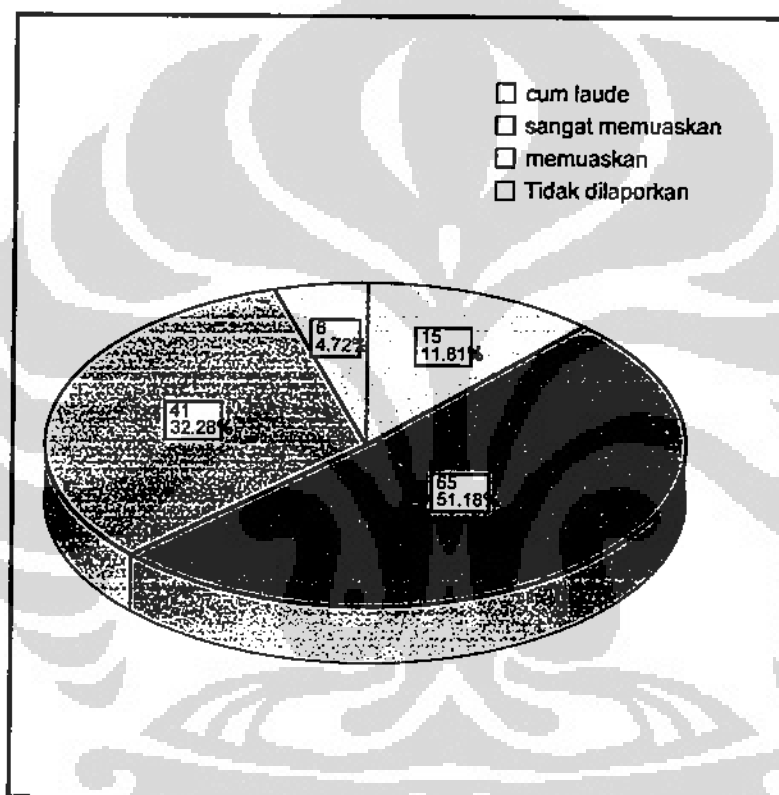 cum laude
sangat memuaskan
memuaskan
Tidak dilaporkan
6
4.72%
15
11.81%
41
32.28%
65
51.18%